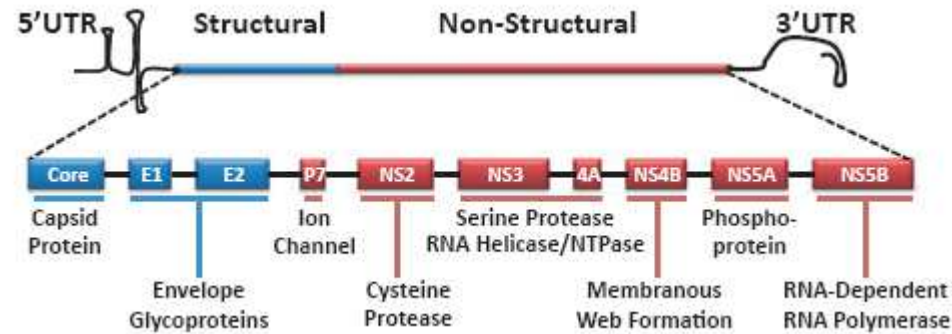 5'UTR Structural Non-Structural 3'UTR
Core E1 E2 P7 NS2 NS3 4A NS4B NS5A NS5B
Capsid
Protein
Ion
Channel
Serine Protease
RNA Helicase/NTPase
Phospho-
protein
Envelope
Glycoproteins
Cysteine
Protease
Membranous
Web Formation
RNA-Dependent
RNA Polymerase